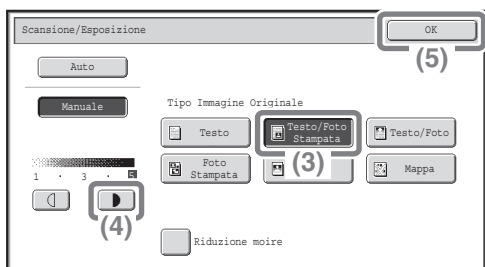 Scansione/Esposizione
OK
(5)
Auto
Manuale
Tipo Immagine Originale
Testo
Testo/Foto
Stampata
Testo/Foto
(3)
Foto
Stampata
Mappa
1 · 3 · 5
(4)
Riduzione moire